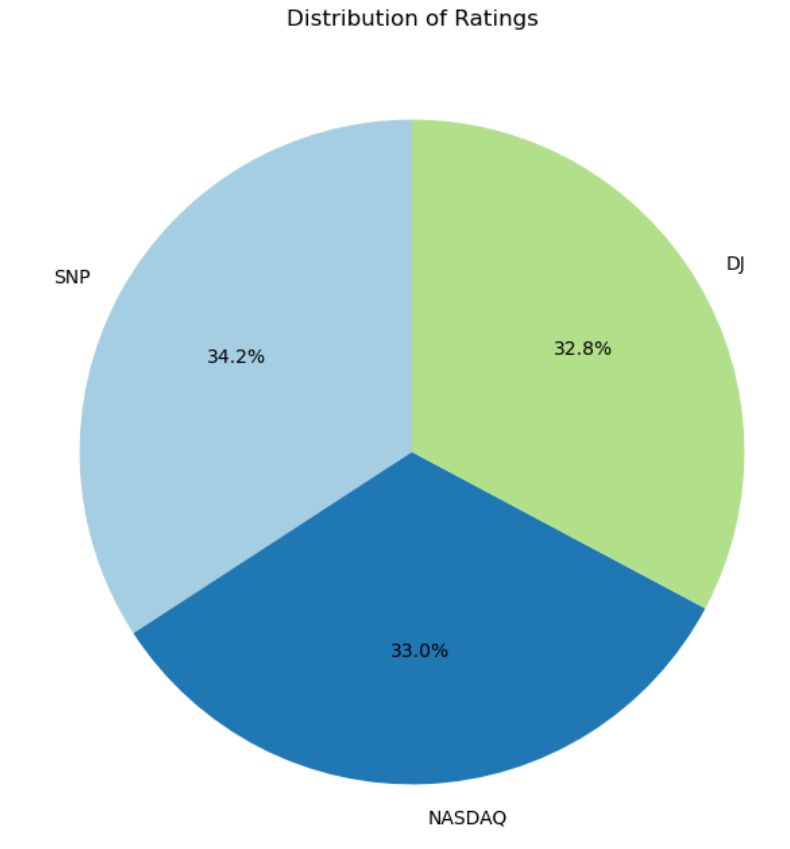 Distribution of Ratings
DJ
SNP
32.8%
34.2%
33.0%
NASDAQ